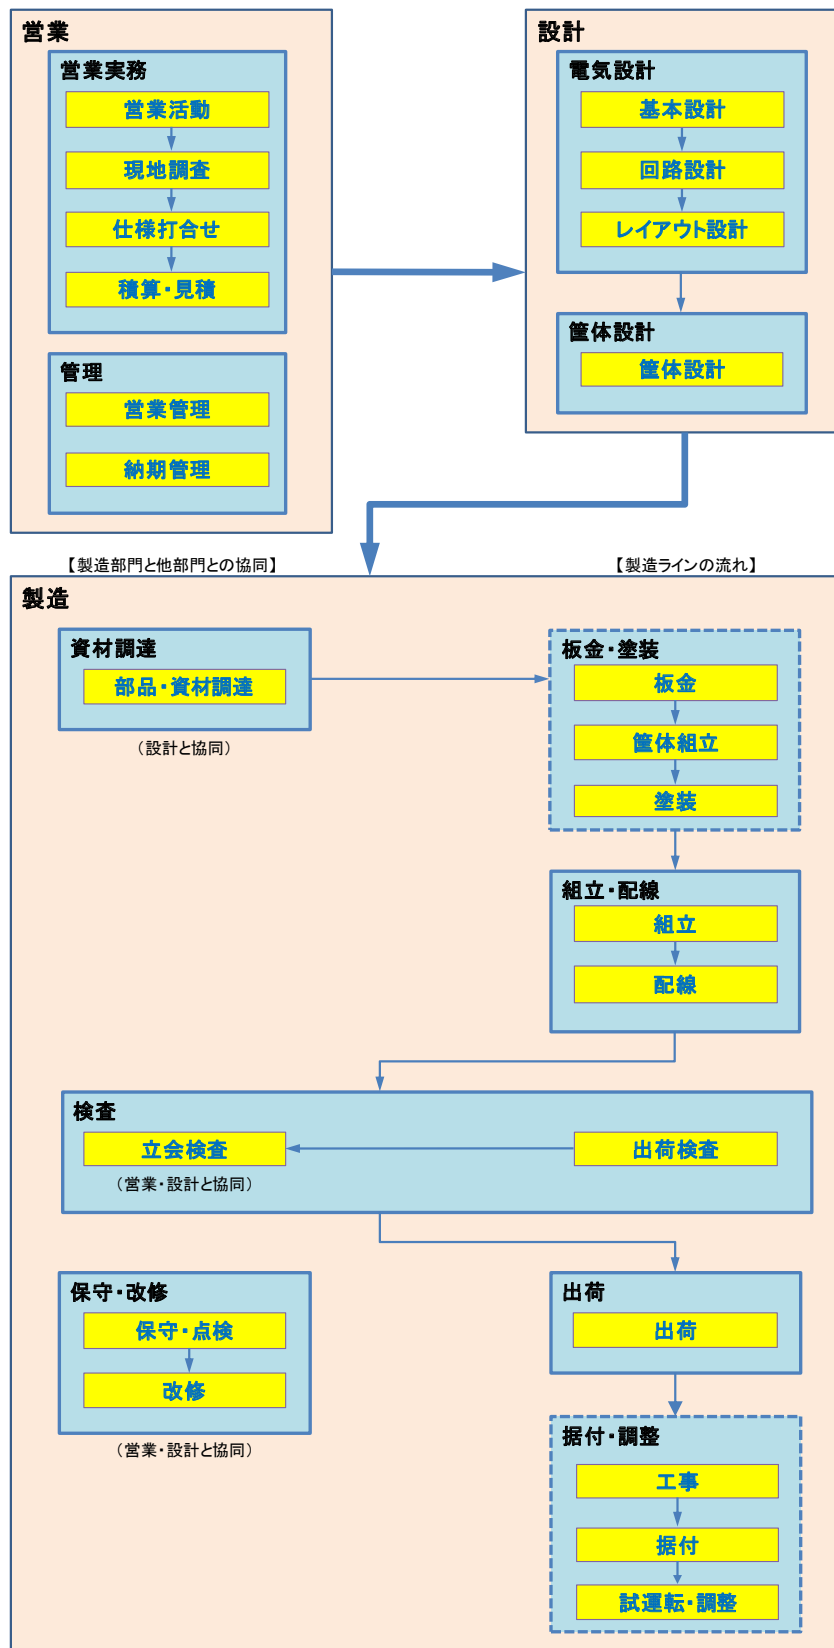 営業
営業実務
営業活動
現地調査
仕様打合せ
積算・見積
管理
営業管理
納期管理
設計
電気設計
基本設計
回路設計
レイアウト設計
筐体設計
筐体設計
【製造部門と他部門との協同】
【製造ラインの流れ】
製造
資材調達
部品・資材調達
（設計と協同）
板金・塗装
板金
筐体組立
塗装
組立・配線
組立
配線
検査
立会検査
出荷検査
（営業・設計と協同）
保守・改修
保守・点検
改修
（営業・設計と協同）
出荷
出荷
据付・調整
工事
据付
試運転・調整